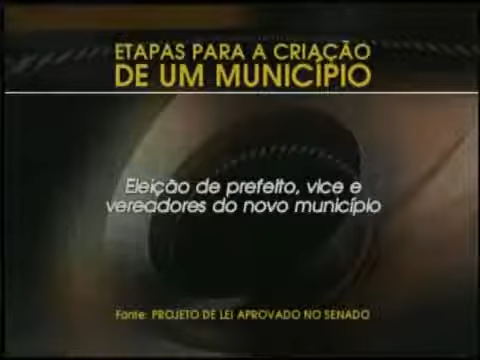 ETAPAS PARA A CRIAÇÃO
DE UM MUNICÍPIO
Eleição de prefeito, vice e
vereadores do novo município
Fonte: PROJETO DE LEI APROVADO NO SENADO